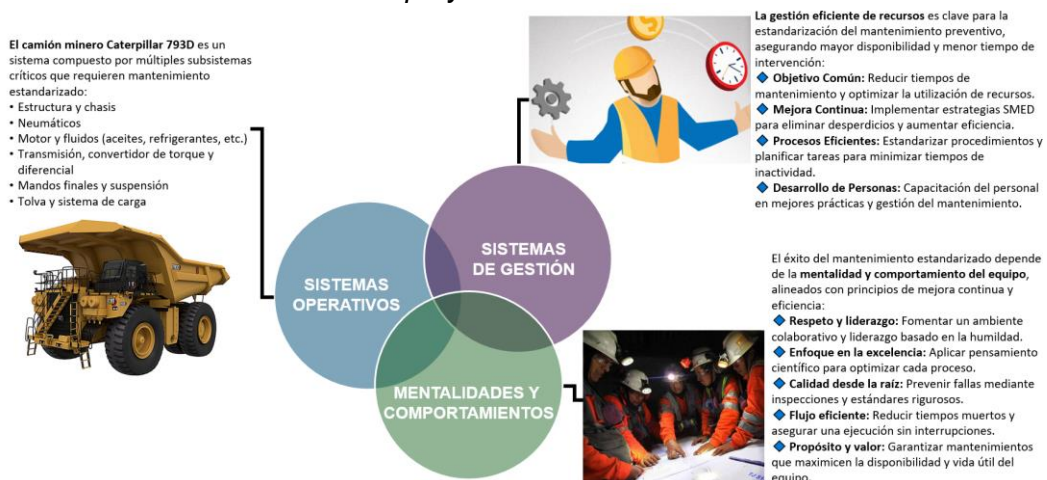 El camión minero Caterpillar 793D es un
sistema compuesto por múltiples subsistemas
críticos que requieren mantenimiento
estandarizado:
• Estructura y chasis
• Neumáticos
• Motor y fluidos (aceites, refrigerantes, etc.)
• Transmisión, convertidor de torque y
diferencial
• Mandos finales y suspensión
• Tolva y sistema de carga
La gestión eficiente de recursos es clave para la
estandarización del mantenimiento preventivo,
asegurando mayor disponibilidad y menor tiempo de
intervención:
◆ Objetivo Común: Reducir tiempos de
mantenimiento y optimizar la utilización de recursos.
◆ Mejora Continua: Implementar estrategias SMED
para eliminar desperdicios y aumentar eficiencia.
◆ Procesos Eficientes: Estandarizar procedimientos y
planificar tareas para minimizar tiempos de
inactividad.
◆ Desarrollo de Personas: Capacitación del personal
en mejores prácticas y gestión del mantenimiento.
SISTEMAS
OPERATIVOS
SISTEMAS
DE GESTIÓN
MENTALIDADES Y
COMPORTAMIENTOS
El éxito del mantenimiento estandarizado depende
de la mentalidad y comportamiento del equipo,
alineados con principios de mejora continua y
eficiencia:
◆ Respeto y liderazgo: Fomentar un ambiente
colaborativo y liderazgo basado en la humildad.
◆ Enfoque en la excelencia: Aplicar pensamiento
científico para optimizar cada proceso.
◆ Calidad desde la raíz: Prevenir fallas mediante
inspecciones y estándares rigurosos.
◆ Flujo eficiente: Reducir tiempos muertos y
asegurar una ejecución sin interrupciones.
◆ Propósito y valor: Garantizar mantenimientos
que maximicen la disponibilidad y vida útil del
equipo.